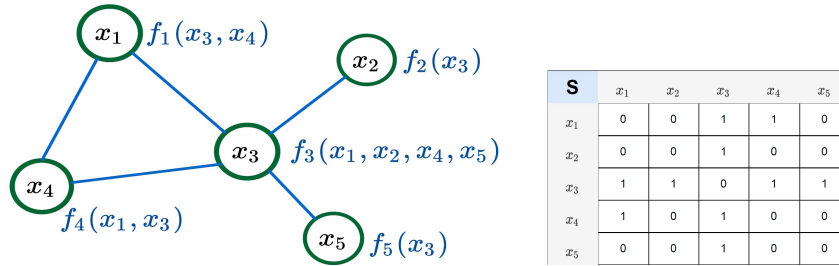 x₁ f₁(x₃, x₄)
x₂ f₂(x₃)
x₃ f₃(x₁, x₂, x₄, x₅)
x₄
f₄(x₁, x₃)
x₅ f₅(x₃)
S x₁ x₂ x₃ x₄ x₅
x₁ 0 0 1 1 0
x₂ 0 0 1 0 0
x₃ 1 1 0 1 1
x₄ 1 0 1 0 0
x₅ 0 0 1 0 0